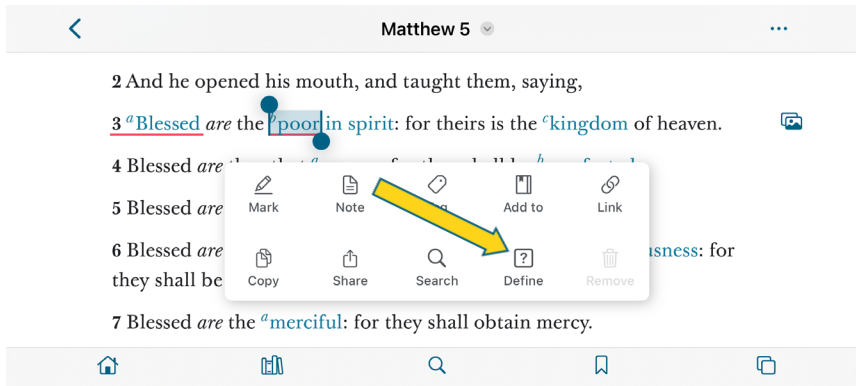 Matthew 5
2 And he opened his mouth, and taught them, saying,
3 a Blessed are the b poor in spirit: for theirs is the c kingdom of heaven.
4 Blessed are
Mark Note Add to Link
5 Blessed are
6 Blessed are usness: for
they shall be
Copy Share Search Define Remove
7 Blessed are the a merciful: for they shall obtain mercy.